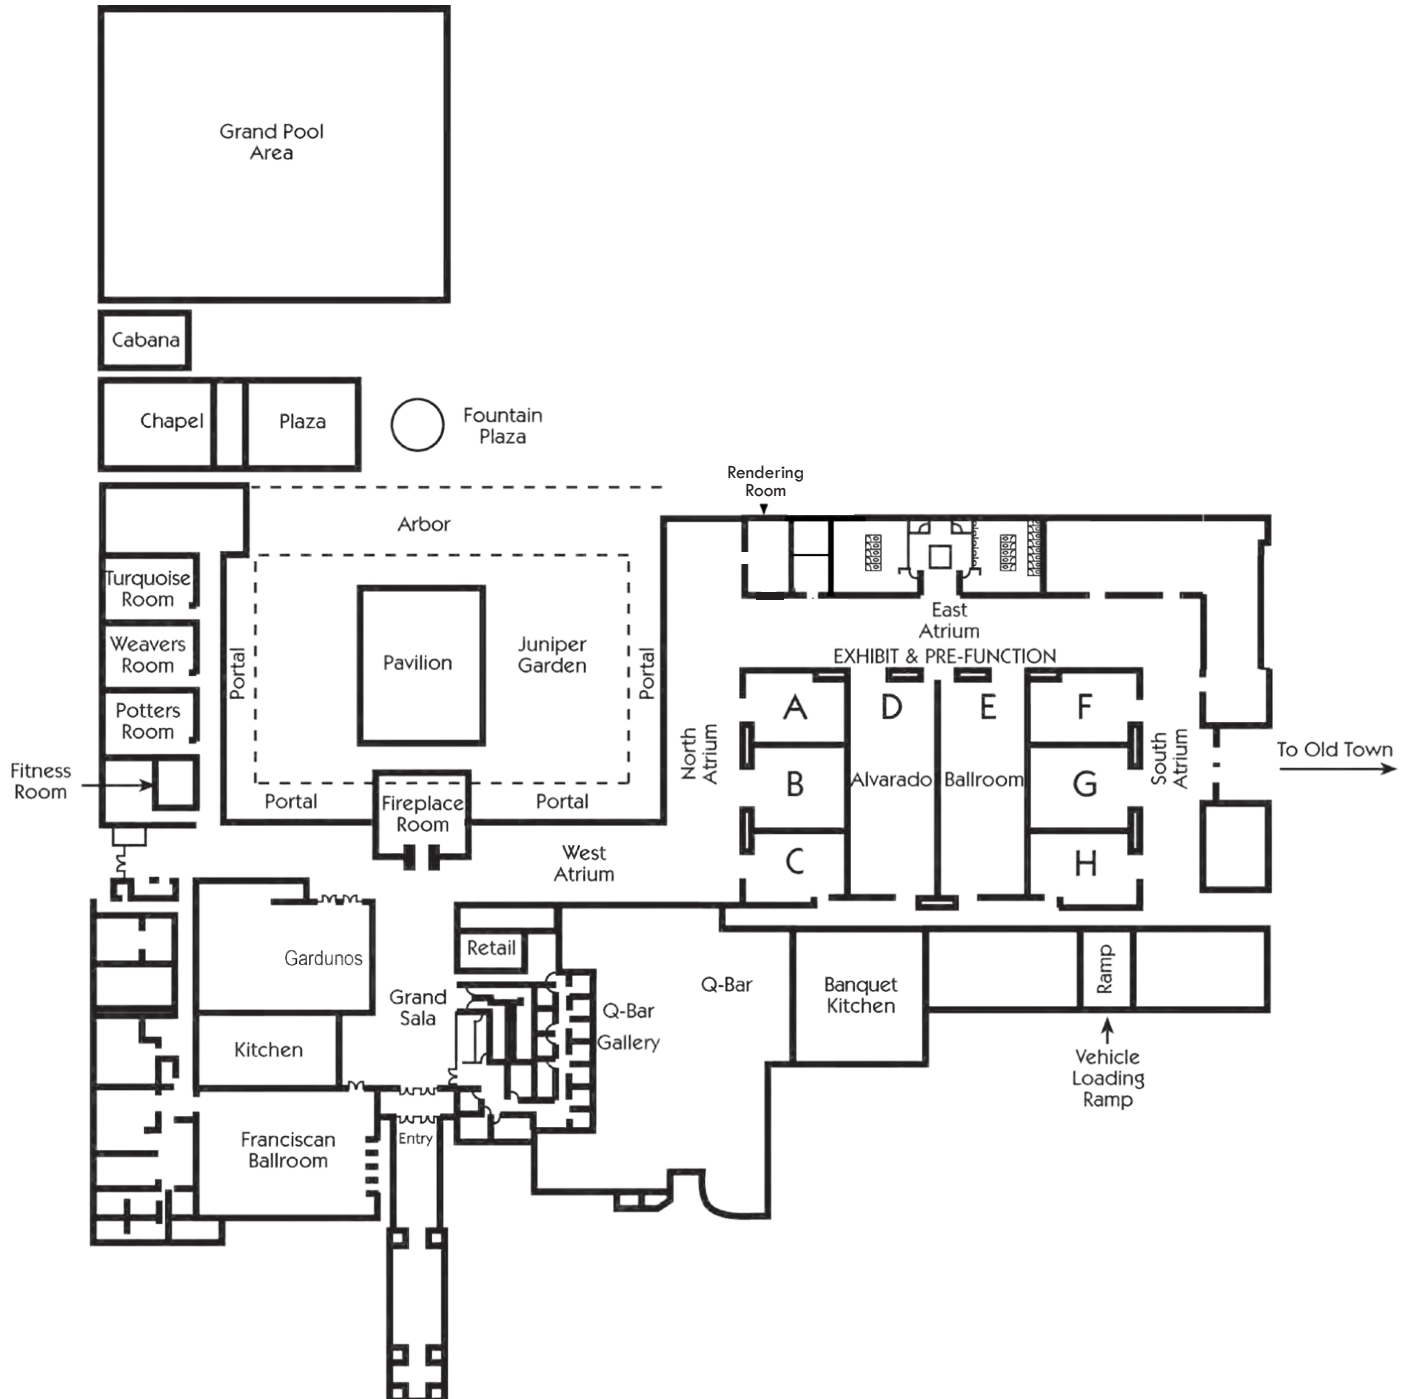 Grand Pool
Area
Cabana
Chapel
Plaza
Fountain
Plaza
Rendering
Room
Arbor
Turquoise
Room
Weavers
Room
Potters
Room
Fitness
Room
Portal
Pavilion
Juniper
Garden
Portal
Portal
Fireplace
Room
Portal
East
Atrium
EXHIBIT & PRE-FUNCTION
North
Atrium
A
B
C
D
E
Alvarado
Ballroom
F
G
H
South
Atrium
To Old Town
West
Atrium
Gardunos
Retail
Grand
Sala
Kitchen
Q-Bar
Gallery
Q-Bar
Banquet
Kitchen
Ramp
Vehicle
Loading
Ramp
Franciscan
Ballroom
Entry